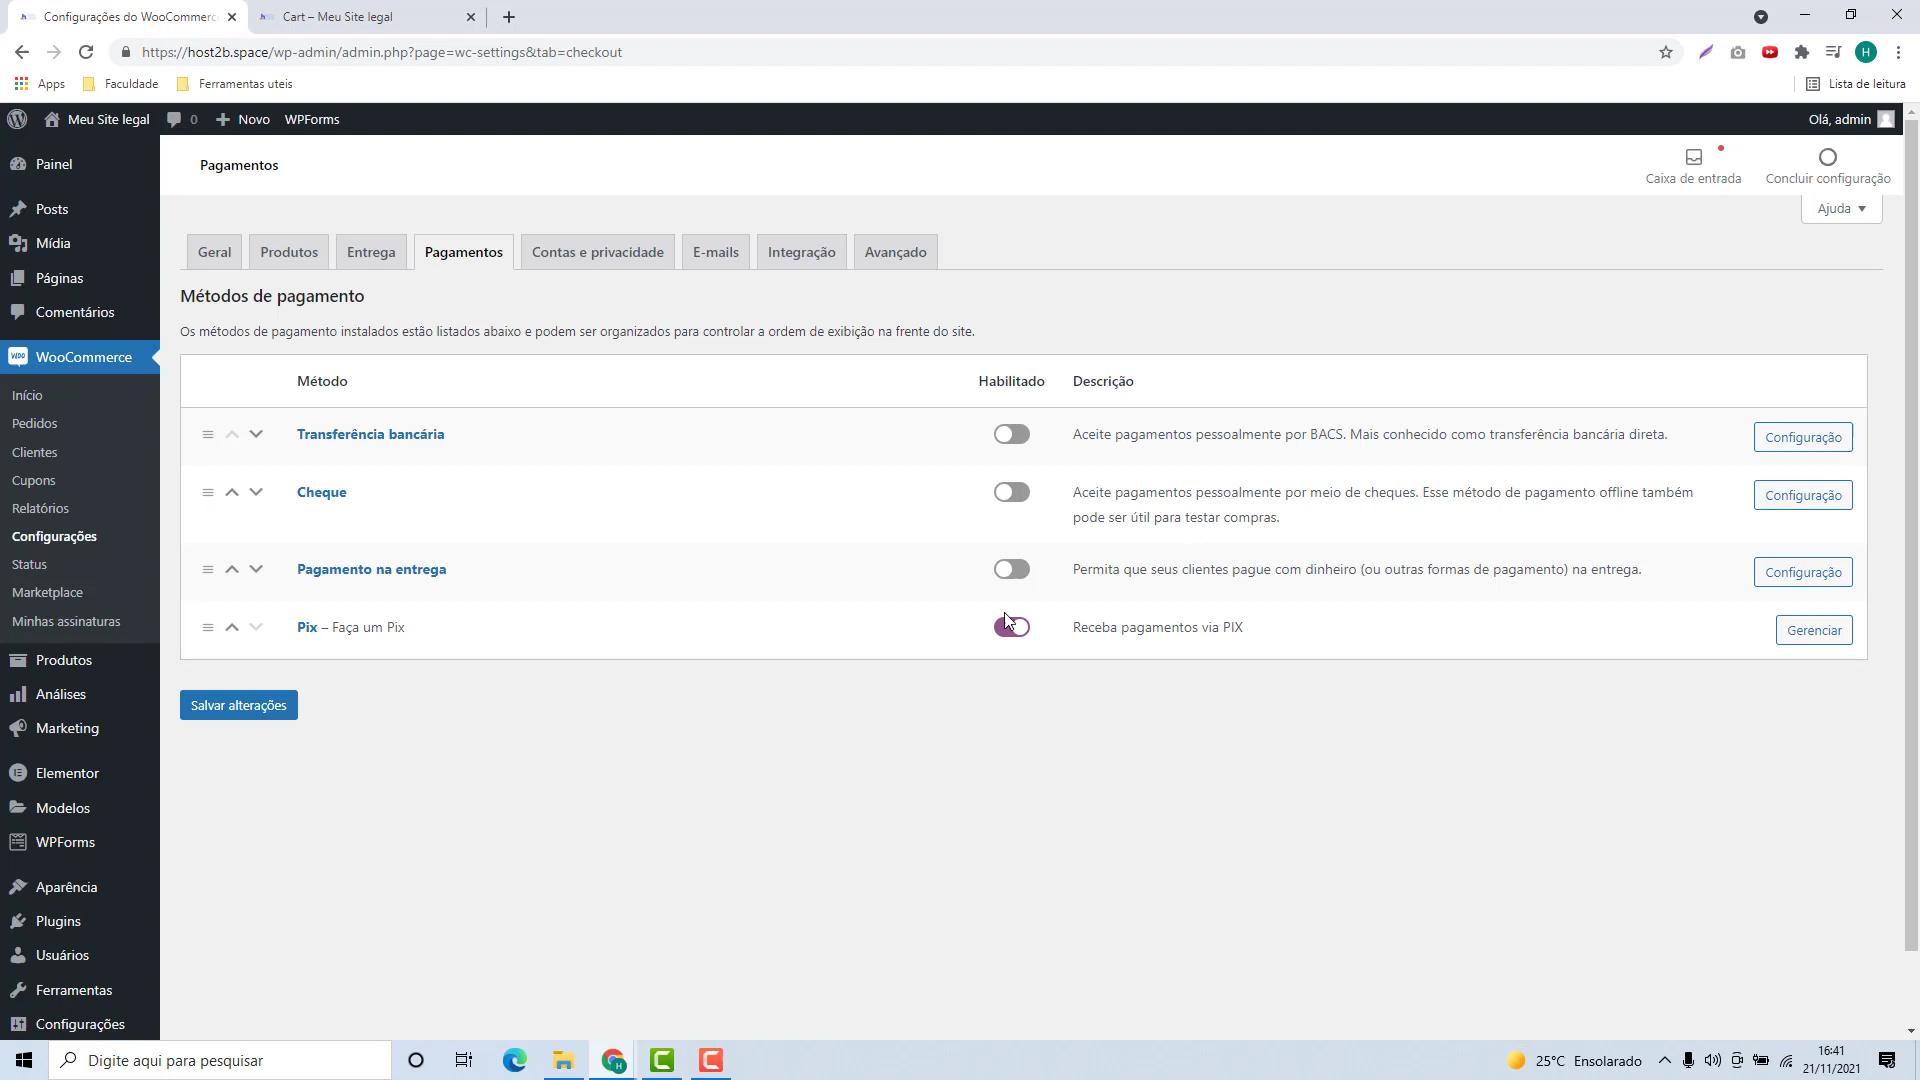 Configurações do WooCommerc
Cart – Meu Site legal
https://host2b.space/wp-admin/admin.php?page=wc-settings&tab=checkout
H
Apps
Faculdade
Ferramentas uteis
Lista de leitura
Meu Site legal
0
Novo
WPForms
Olá, admin
Painel
Posts
Mídia
Páginas
Comentários
WooCommerce
Início
Pedidos
Clientes
Cupons
Relatórios
Configurações
Status
Marketplace
Minhas assinaturas
Produtos
Análises
Marketing
Elementor
Modelos
WPForms
Aparência
Plugins
Usuários
Ferramentas
Configurações
Pagamentos
Caixa de entrada
Concluir configuração
Ajuda
Geral
Produtos
Entrega
Pagamentos
Contas e privacidade
E-mails
Integração
Avançado
Métodos de pagamento
Os métodos de pagamento instalados estão listados abaixo e podem ser organizados para controlar a ordem de exibição na frente do site.
Método
Habilitado
Descrição
Transferência bancária
Aceite pagamentos pessoalmente por BACS. Mais conhecido como transferência bancária direta.
Configuração
Cheque
Aceite pagamentos pessoalmente por meio de cheques. Esse método de pagamento offline também
pode ser útil para testar compras.
Configuração
Pagamento na entrega
Permita que seus clientes pague com dinheiro (ou outras formas de pagamento) na entrega.
Configuração
Pix – Faça um Pix
Receba pagamentos via PIX
Gerenciar
Salvar alterações
Digite aqui para pesquisar
25°C Ensolarado
16:41
21/11/2021